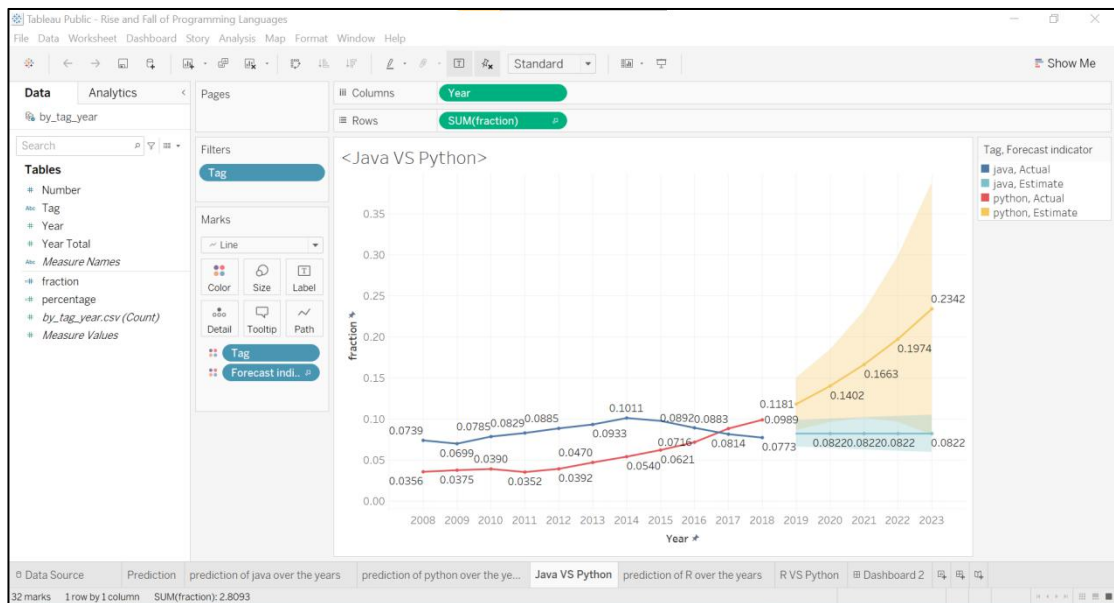 Tableau Public - Rise and Fall of Programming Languages
File Data Worksheet Dashboard Story Analysis Map Format Window Help
Standard
Show Me
Data Analytics
by_tag_year
Search
Tables
Number
Abc Tag
Year
Year Total
Abc Measure Names
fraction
percentage
by_tag_year.csv (Count)
Measure Values
Pages
Filters
Tag
Marks
Line
Color Size Label
Detail Tooltip Path
Tag
Forecast indi..
Columns Year
Rows SUM(fraction)
<Java VS Python>
fraction
0.35
0.30
0.25
0.20
0.15
0.10
0.05
0.00
0.0739 0.0699 0.0785 0.0829 0.0885 0.0933 0.1011 0.0892 0.0883 0.0814 0.0773
0.0356 0.0375 0.0390 0.0352 0.0392 0.0470 0.0540 0.0621 0.0716 0.0989
0.1181 0.1402 0.1663 0.1974 0.2342
0.0822 0.0822 0.0822 0.0822
2008 2009 2010 2011 2012 2013 2014 2015 2016 2017 2018 2019 2020 2021 2022 2023
Year
Tag, Forecast indicator
java, Actual
java, Estimate
python, Actual
python, Estimate
Data Source Prediction prediction of java over the years prediction of python over the ye... Java VS Python prediction of R over the years R VS Python Dashboard 2
32 marks 1 row by 1 column SUM(fraction): 2.8093